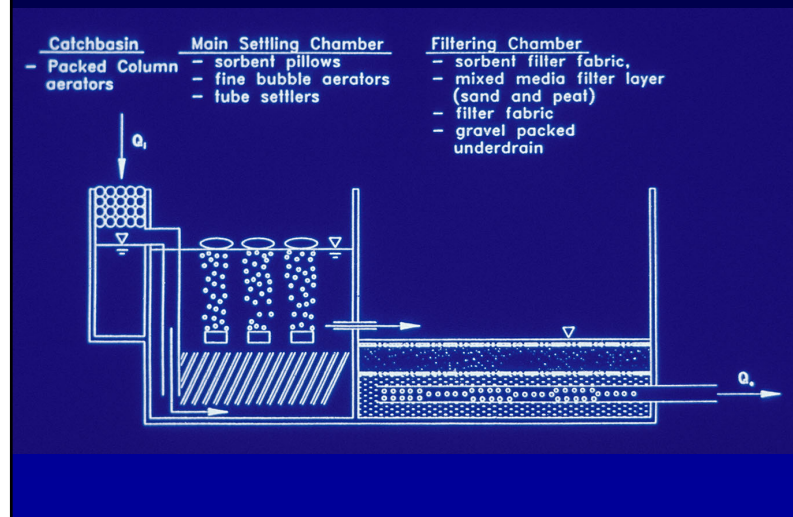 Catchbasin
- Packed Column
aerators
Main Settling Chamber
- sorbent pillows
- fine bubble aerators
- tube settlers
Filtering Chamber
- sorbent filter fabric,
- mixed media filter layer
(sand and peat)
- filter fabric
- gravel packed
underdrain
Qᵢ
Qₒ